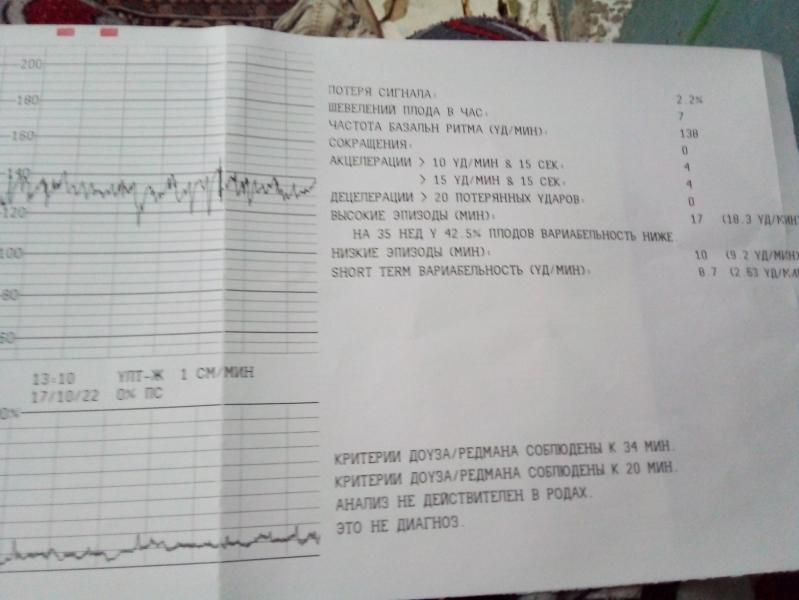 200
180
160
140
120
100
80
60
13:10 УЛТ-Ж 1 СМ/МИН
17/10/22 0% ПС
0%
ПОТЕРЯ СИГНАЛА: 2.2%
ШЕВЕЛЕНИЙ ПЛОДА В ЧАС: 7
ЧАСТОТА БАЗАЛЬН РИТМА (УД/МИН): 138
СОКРАЩЕНИЯ: 0
АКЦЕЛЕРАЦИИ > 10 УД/МИН & 15 СЕК: 4
> 15 УД/МИН & 15 СЕК: 4
ДЕЦЕЛЕРАЦИИ > 20 ПОТЕРЯННЫХ УДАРОВ: 0
ВЫСОКИЕ ЭПИЗОДЫ (МИН): 17 (18.3 УД/МИН)
НА 35 НЕД У 42.5% ПЛОДОВ ВАРИАБЕЛЬНОСТЬ НИЖЕ.
НИЗКИЕ ЭПИЗОДЫ (МИН): 10 (9.2 УД/МИН)
SHORT TERM ВАРИАБЕЛЬНОСТЬ (УД/МИН): 8.7 (2.63 УД/МИН
КРИТЕРИИ ДОУЗА/РЕДМАНА СОБЛЮДЕНЫ К 34 МИН.
КРИТЕРИИ ДОУЗА/РЕДМАНА СОБЛЮДЕНЫ К 20 МИН.
АНАЛИЗ НЕ ДЕЙСТВИТЕЛЕН В РОДАХ.
ЭТО НЕ ДИАГНОЗ.